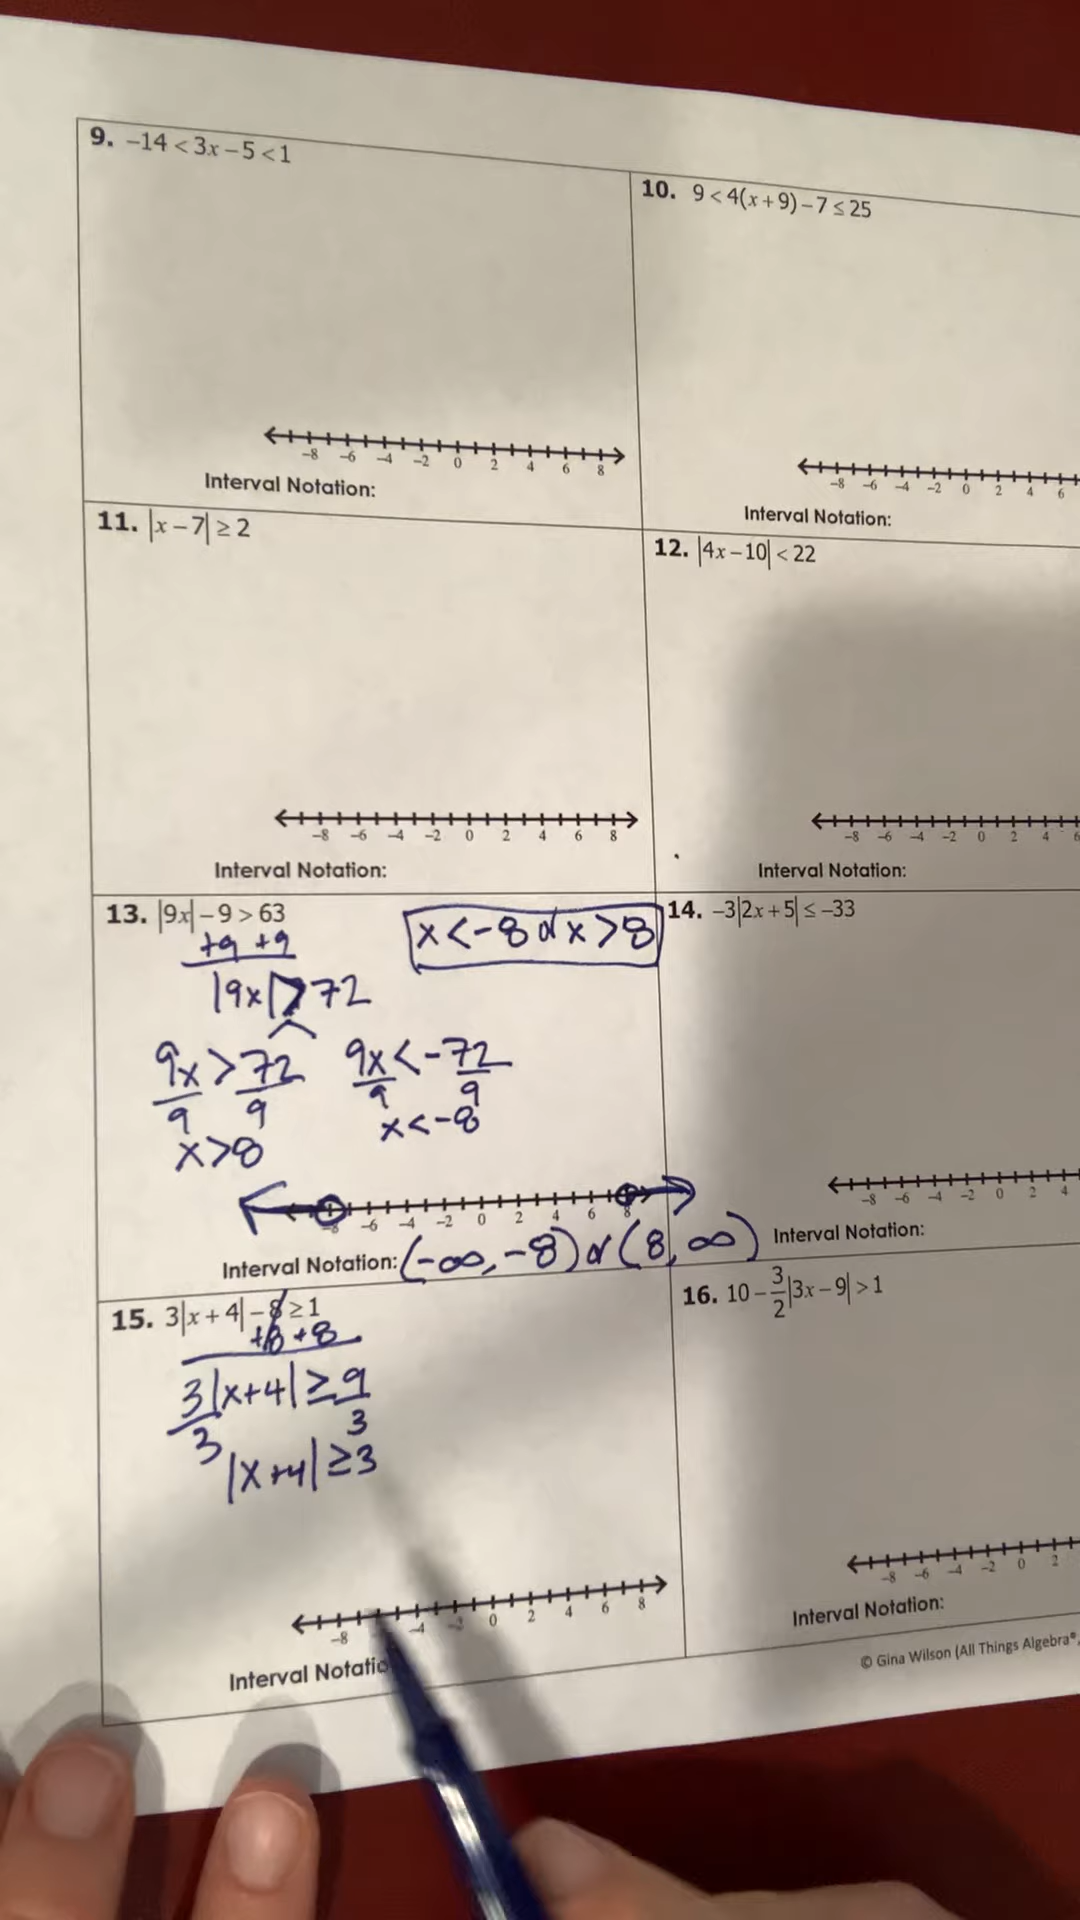 9. −14 < 3x − 5 < 1
−8 −6 −4 −2 0 2 4 6 8
Interval Notation:
10. 9 < 4(x + 9) − 7 ≤ 25
−8 −6 −4 −2 0 2 4 6
Interval Notation:
11. |x − 7| ≥ 2
−8 −6 −4 −2 0 2 4 6 8
Interval Notation:
12. |4x − 10| < 22
−8 −6 −4 −2 0 2 4 6
Interval Notation:
13. |9x| − 9 > 63
+9 +9
|9x| > 72
9x > 72 9x < -72
9 9 9 9
x > 8 x < -8
x < -8 or x > 8
−8 −6 −4 −2 0 2 4 6 8
Interval Notation: (-∞, -8) or (8, ∞)
14. −3|2x + 5| ≤ −33
−8 −6 −4 −2 0 2 4
Interval Notation:
15. 3|x + 4| − 8 ≥ 1
+8 +8
3|x+4| ≥ 9
3 3
|x+4| ≥ 3
−8 −4 −2 0 2 4 6 8
Interval Notatio
16. 10 − 3/2|3x − 9| > 1
−8 −6 −4 −2 0 2
Interval Notation:
© Gina Wilson (All Things Algebra®,